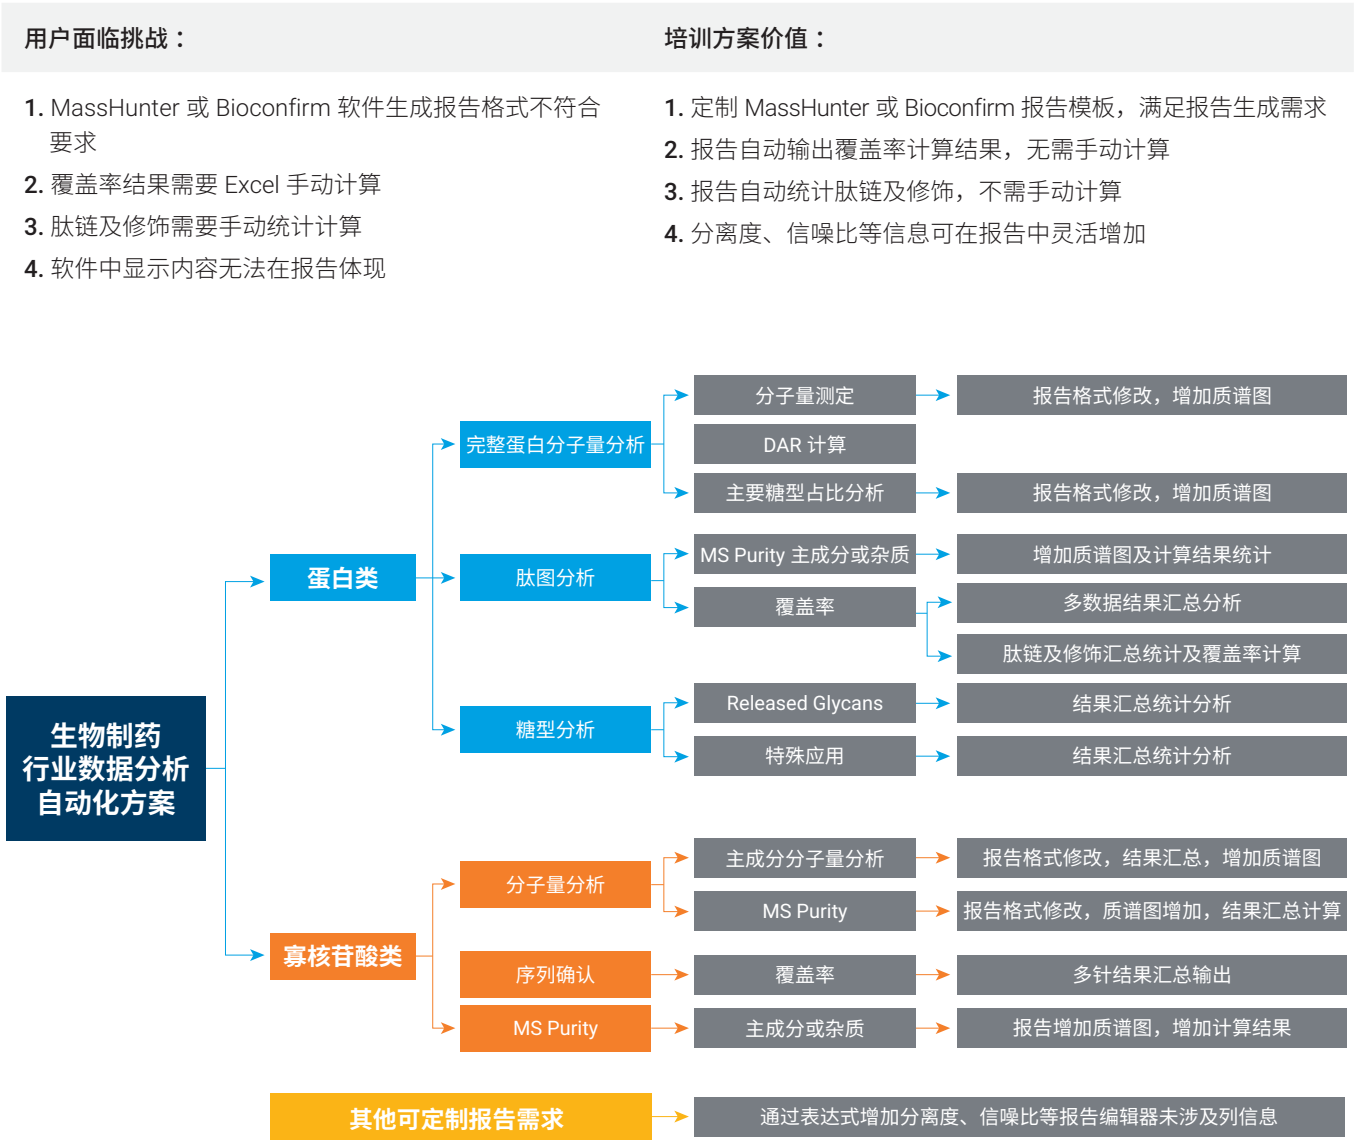 用户面临挑战：
1. MassHunter 或 Bioconfirm 软件生成报告格式不符合
要求
2. 覆盖率结果需要 Excel 手动计算
3. 肽链及修饰需要手动统计计算
4. 软件中显示内容无法在报告体现
培训方案价值：
1. 定制 MassHunter 或 Bioconfirm 报告模板，满足报告生成需求
2. 报告自动输出覆盖率计算结果，无需手动计算
3. 报告自动统计肽链及修饰，不需手动计算
4. 分离度、信噪比等信息可在报告中灵活增加
生物制药
行业数据分析
自动化方案
蛋白类
完整蛋白分子量分析
分子量测定
报告格式修改，增加质谱图
DAR 计算
主要糖型占比分析
报告格式修改，增加质谱图
肽图分析
MS Purity 主成分或杂质
增加质谱图及计算结果统计
覆盖率
多数据结果汇总分析
肽链及修饰汇总统计及覆盖率计算
糖型分析
Released Glycans
结果汇总统计分析
特殊应用
结果汇总统计分析
寡核苷酸类
分子量分析
主成分分子量分析
报告格式修改，结果汇总，增加质谱图
MS Purity
报告格式修改，质谱图增加，结果汇总计算
序列确认
覆盖率
多针结果汇总输出
MS Purity
主成分或杂质
报告增加质谱图，增加计算结果
其他可定制报告需求
通过表达式增加分离度、信噪比等报告编辑器未涉及列信息